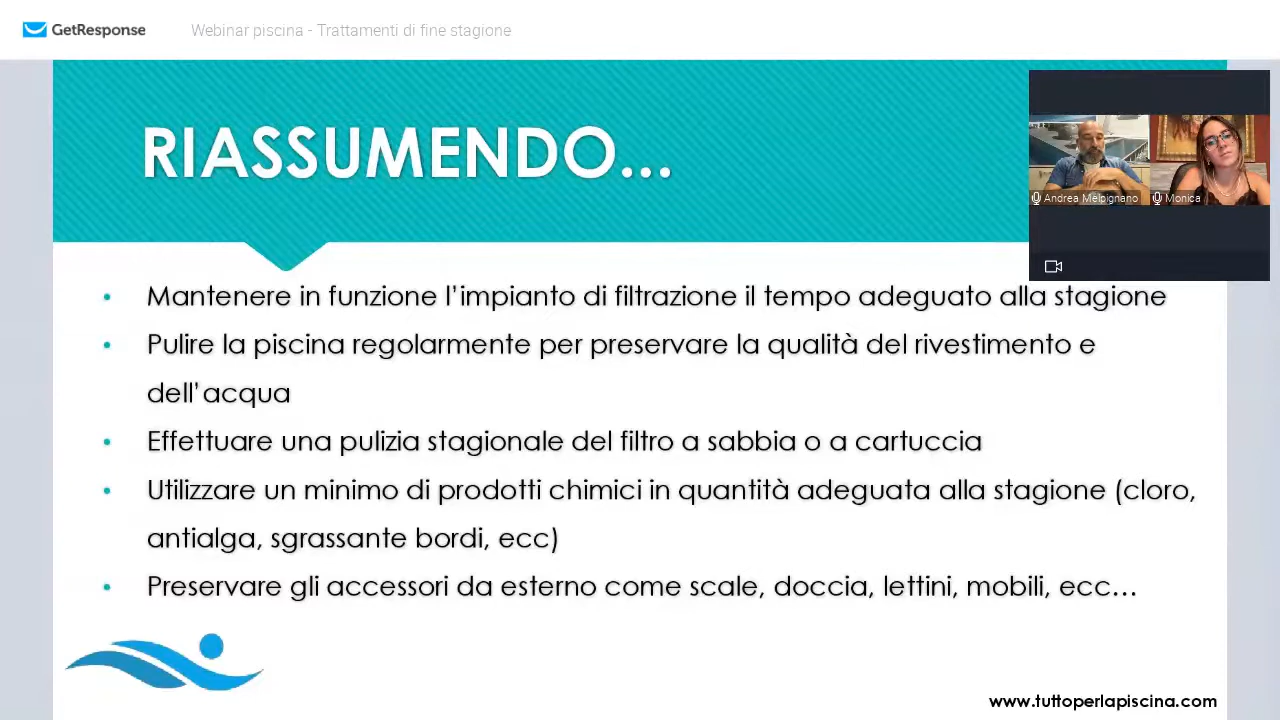 GetResponse
Webinar piscina - Trattamenti di fine stagione
RIASSUMENDO...
Andrea Melpignano
Monica
• Mantenere in funzione l'impianto di filtrazione il tempo adeguato alla stagione
• Pulire la piscina regolarmente per preservare la qualità del rivestimento e
dell'acqua
• Effettuare una pulizia stagionale del filtro a sabbia o a cartuccia
• Utilizzare un minimo di prodotti chimici in quantità adeguata alla stagione (cloro,
antialga, sgrassante bordi, ecc)
• Preservare gli accessori da esterno come scale, doccia, lettini, mobili, ecc...
www.tuttoperlapiscina.com